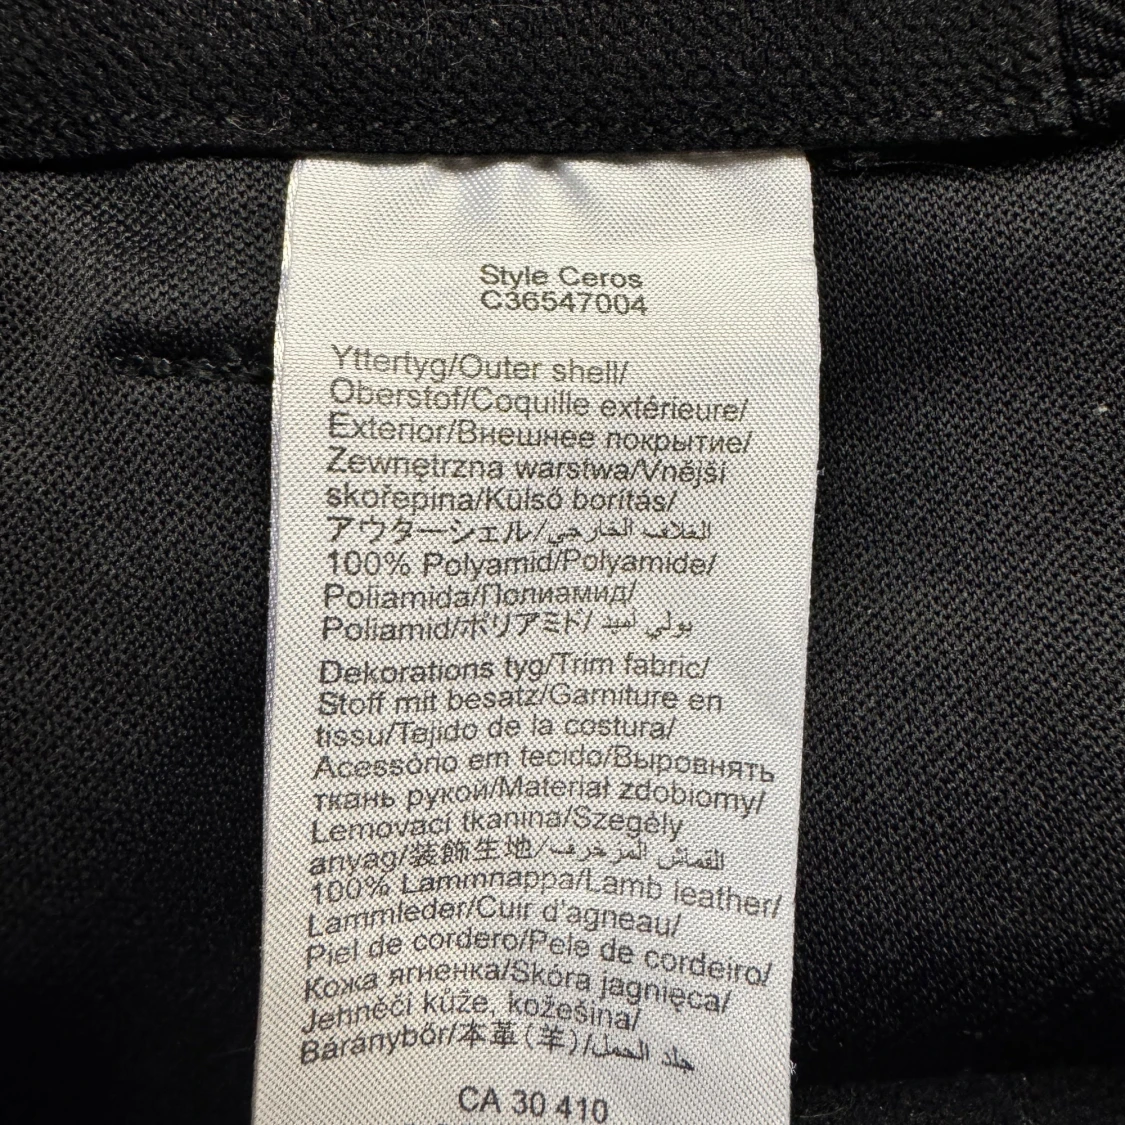 Style Ceros
C36547004
Yttertyg/Outer shell/
Oberstof/Coquille extérieure/
Exterior/Внешнее покрытие/
Zewnętrzna warstwa/Vnější
skořepina/Külső borítás/
アウターシェル/الغلاف الخارجي
100% Polyamid/Polyamide/
Poliamida/Полиамид/
Poliamid/ポリアミド/بولي أميد
Dekorations tyg/Trim fabric/
Stoff mit besatz/Garniture en
tissu/Tejido de la costura/
Acessório em tecido/Выровнять
ткань рукой/Materiał zdobiomy/
Lemovací tkanina/Szegély
anyag/装飾生地/القماش المزخرف
100% Lammnappa/Lamb leather/
Lammleder/Cuir d'agneau/
Piel de cordero/Pele de cordeiro/
Кожа ягненка/Skóra jagnięca/
Jehněčí kůže, kožešina/
Báránybőr/本革(羊)/جلد الحمل
CA 30 410